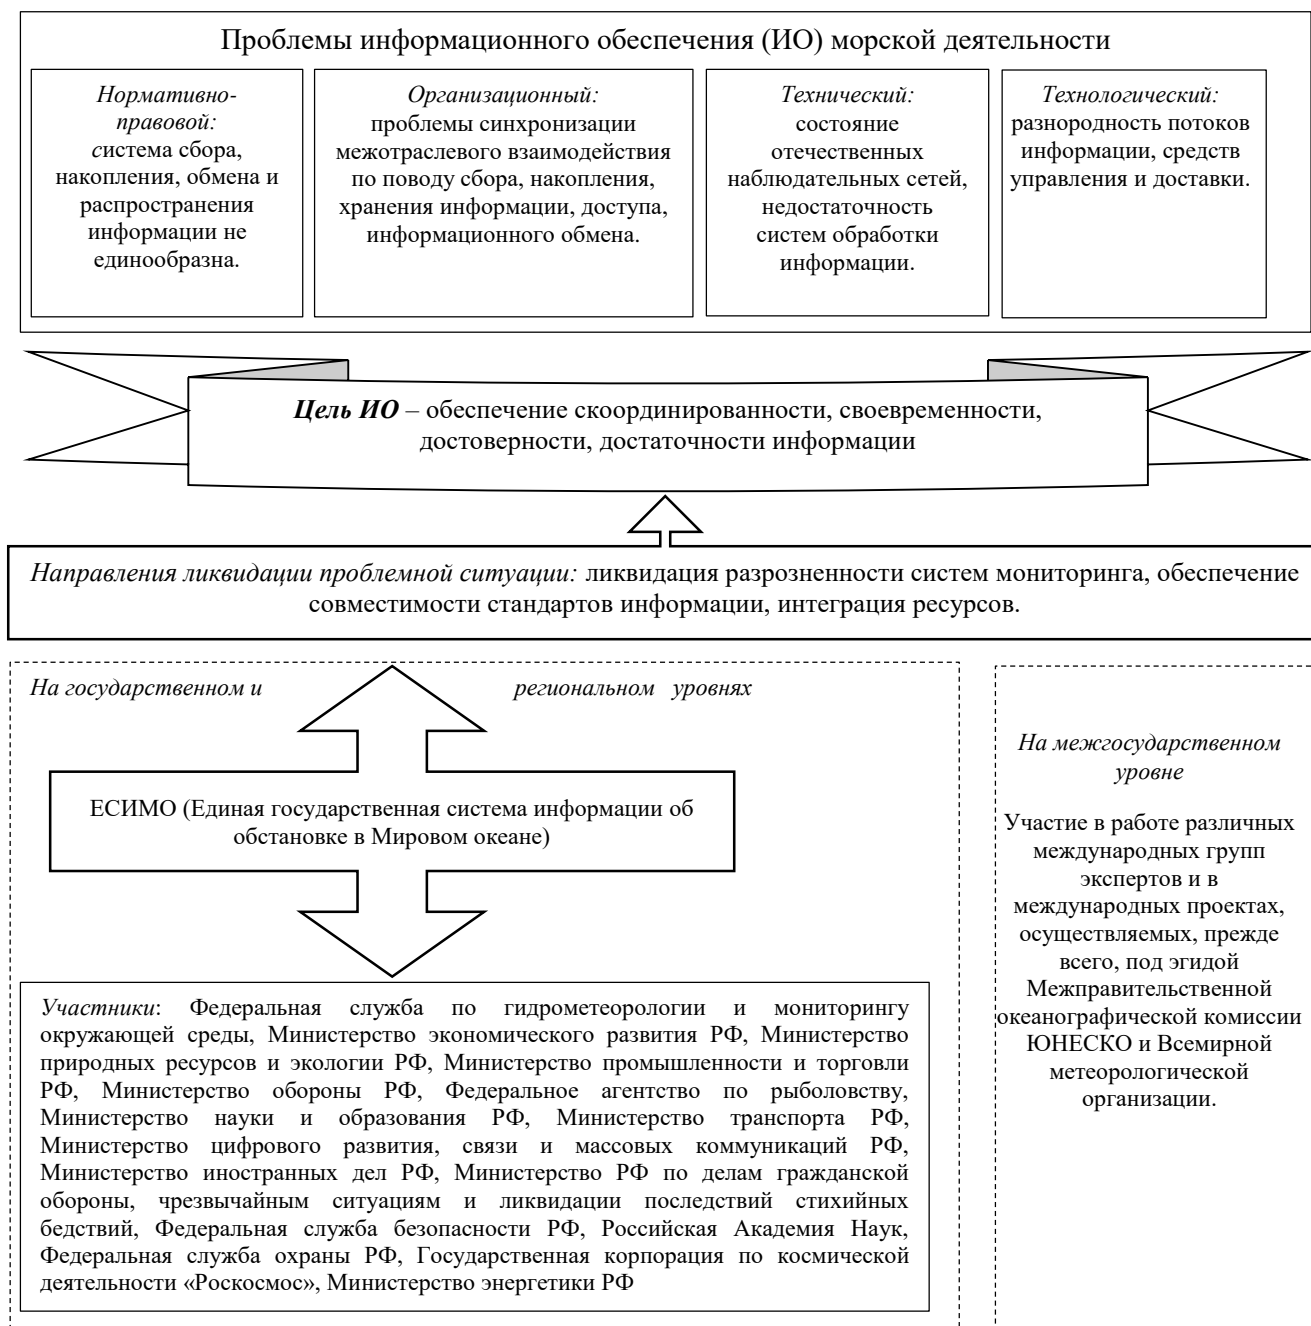 Проблемы информационного обеспечения (ИО) морской деятельности
Нормативно-
правовой:
система сбора,
накопления, обмена и
распространения
информации не
единообразна.
Организационный:
проблемы синхронизации
межотраслевого взаимодействия
по поводу сбора, накопления,
хранения информации, доступа,
информационного обмена.
Технический:
состояние
отечественных
наблюдательных сетей,
недостаточность
систем обработки
информации.
Технологический:
разнородность потоков
информации, средств
управления и доставки.
Цель ИО – обеспечение скоординированности, своевременности,
достоверности, достаточности информации
Направления ликвидации проблемной ситуации: ликвидация разрозненности систем мониторинга, обеспечение
совместимости стандартов информации, интеграция ресурсов.
На государственном и региональном уровнях
ЕСИМО (Единая государственная система информации об
обстановке в Мировом океане)
Участники: Федеральная служба по гидрометеорологии и мониторингу
окружающей среды, Министерство экономического развития РФ, Министерство
природных ресурсов и экологии РФ, Министерство промышленности и торговли
РФ, Министерство обороны РФ, Федеральное агентство по рыболовству,
Министерство науки и образования РФ, Министерство транспорта РФ,
Министерство цифрового развития, связи и массовых коммуникаций РФ,
Министерство иностранных дел РФ, Министерство РФ по делам гражданской
обороны, чрезвычайным ситуациям и ликвидации последствий стихийных
бедствий, Федеральная служба безопасности РФ, Российская Академия Наук,
Федеральная служба охраны РФ, Государственная корпорация по космической
деятельности «Роскосмос», Министерство энергетики РФ
На межгосударственном
уровне
Участие в работе различных
международных групп
экспертов и в
международных проектах,
осуществляемых, прежде
всего, под эгидой
Межправительственной
океанографической комиссии
ЮНЕСКО и Всемирной
метеорологической
организации.